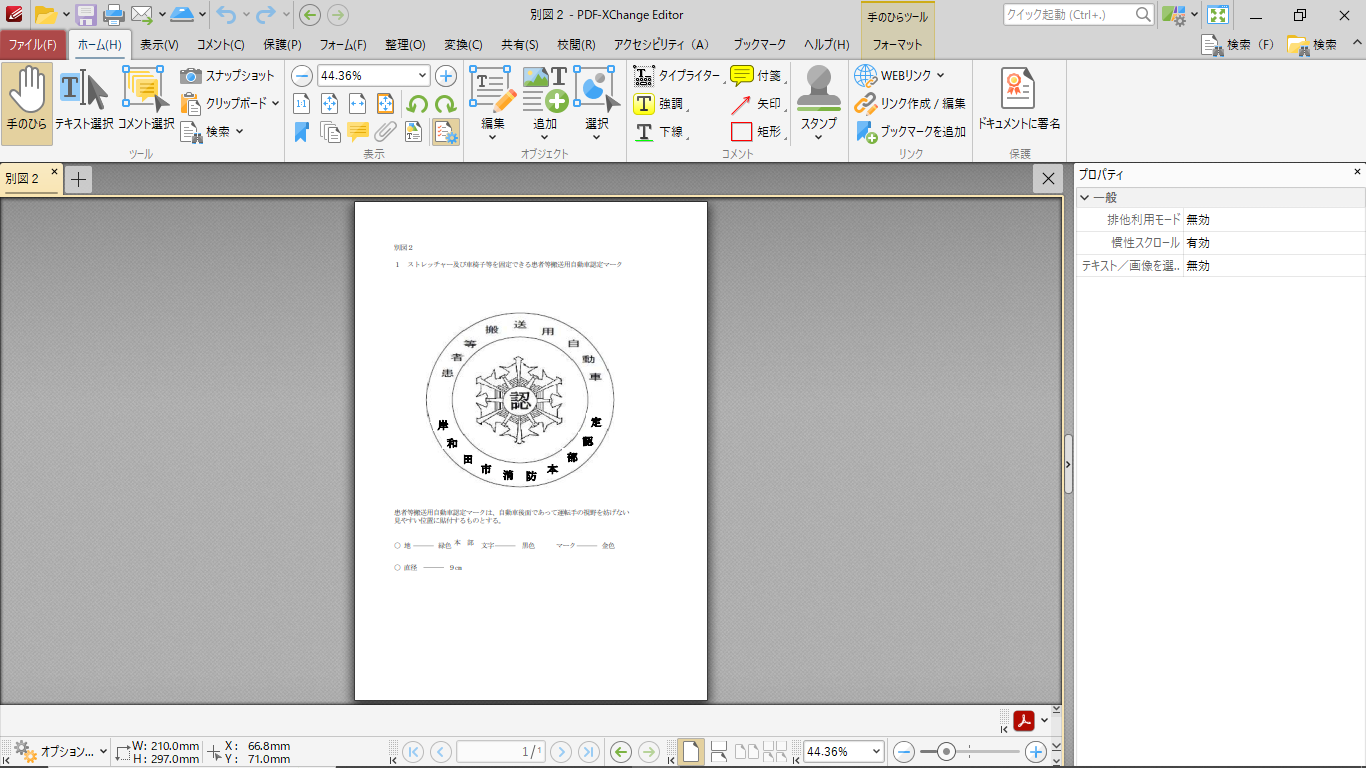 別図２ - PDF-XChange Editor
手のひらツール
クイック起動 (Ctrl+.)
ファイル(F)
ホーム(H)
表示(V)
コメント(C)
保護(P)
フォーム(F)
整理(O)
変換(C)
共有(S)
校閲(R)
アクセシビリティ（A）
ブックマーク
ヘルプ(H)
フォーマット
検索（F）
検索
手のひら
テキスト選択
コメント選択
スナップショット
クリップボード
検索
ツール
44.36%
1:1
表示
編集
追加
選択
オブジェクト
タイプライター
付箋
強調
矢印
下線
矩形
スタンプ
コメント
WEBリンク
リンク作成 / 編集
ブックマークを追加
リンク
ドキュメントに署名
保護
別図２
プロパティ
一般
排他利用モード 無効
慣性スクロール 有効
テキスト／画像を選.. 無効
別図２
１ ストレッチャー及び車椅子等を固定できる患者等搬送用自動車認定マーク
患者等搬送用自動車
認
岸和田市消防本部認定
患者等搬送用自動車認定マークは、自動車後面であって運転手の視野を妨げない
見やすい位置に貼付するものとする。
○ 地 ——— 緑色 本 部 文字 ——— 黒色 マーク ——— 金色
○ 直径 ——— ９㎝
オプション...
W: 210.0mm
H: 297.0mm
X: 66.8mm
Y: 71.0mm
1 / 1
44.36%